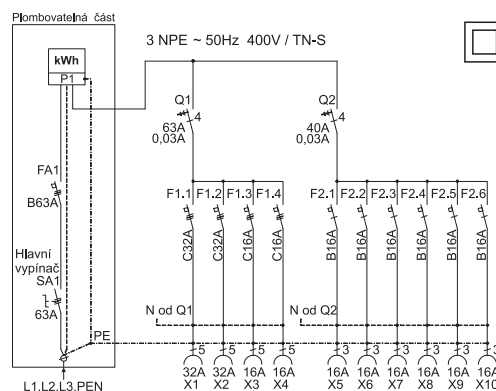 Plombovatelná část
kWh
P1
3 NPE ~ 50Hz 400V / TN-S
Q1
4
63A
0,03A
Q2
4
40A
0,03A
FA1
B63A
F1.1 F1.2 F1.3 F1.4
C32A C32A C16A C16A
F2.1 F2.2 F2.3 F2.4 F2.5 F2.6
B16A B16A B16A B16A B16A B16A
Hlavní
vypínač
SA1
63A
N od Q1
N od Q2
PE
5 5 5 5 3 3 3 3 3 3
32A 32A 16A 16A 16A 16A 16A 16A 16A 16A
X1 X2 X3 X4 X5 X6 X7 X8 X9 X10
L1,L2,L3,PEN